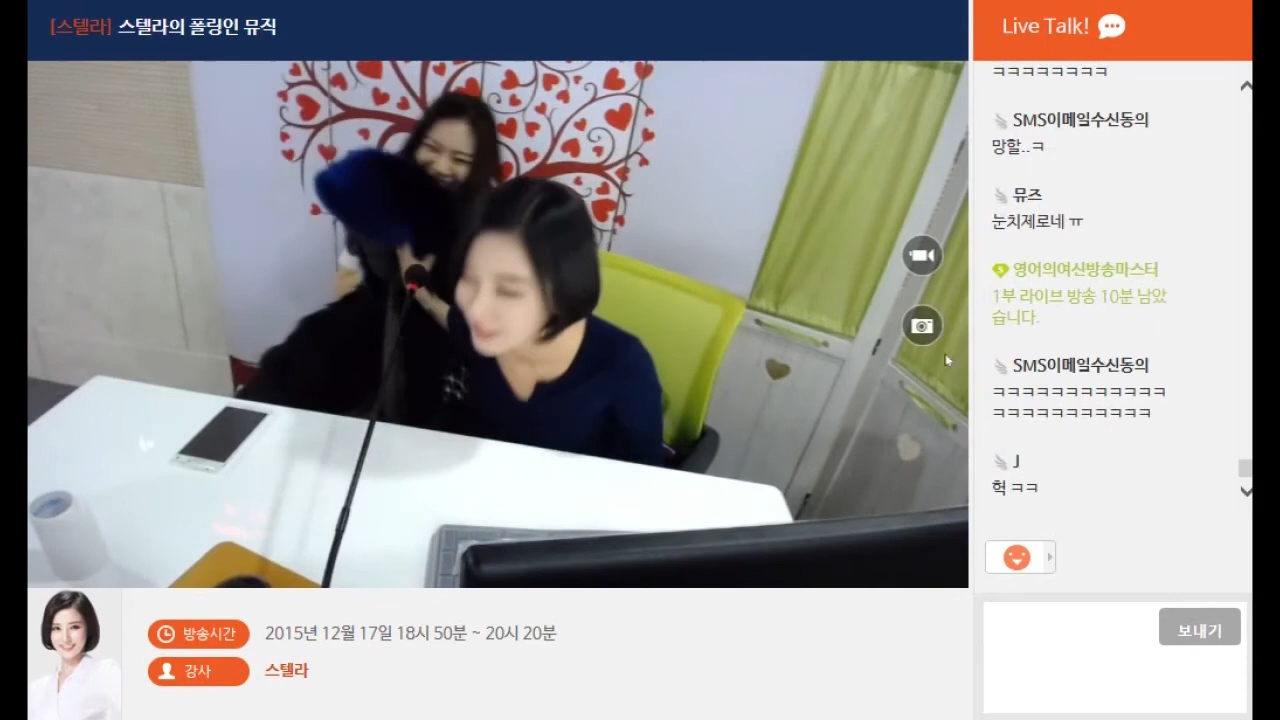 [스텔라] 스텔라의 폴링인 뮤직
Live Talk!
ㅋㅋㅋㅋㅋㅋㅋㅋ
SMS이메일수신동의
망할..ㅋ
뮤즈
눈치제로네 ㅠ
영어의여신방송마스터
1부 라이브 방송 10분 남았
습니다.
SMS이메일수신동의
ㅋㅋㅋㅋㅋㅋㅋㅋㅋㅋㅋㅋ
ㅋㅋㅋㅋㅋㅋㅋㅋㅋㅋㅋ
J
헉 ㅋㅋ
보내기
방송시간 2015년 12월 17일 18시 50분 ~ 20시 20분
강사 스텔라